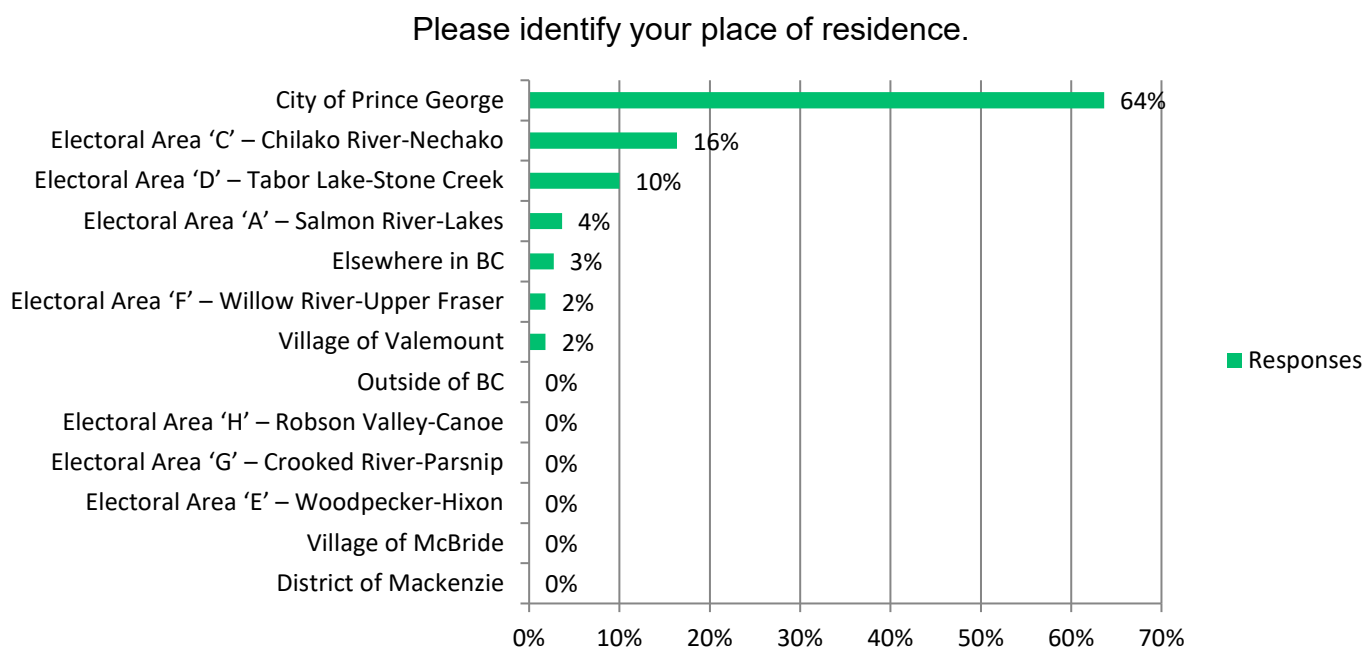 Please identify your place of residence.
City of Prince George 64%
Electoral Area ‘C’ – Chilako River-Nechako 16%
Electoral Area ‘D’ – Tabor Lake-Stone Creek 10%
Electoral Area ‘A’ – Salmon River-Lakes 4%
Elsewhere in BC 3%
Electoral Area ‘F’ – Willow River-Upper Fraser 2%
Village of Valemount 2%
Responses
Outside of BC 0%
Electoral Area ‘H’ – Robson Valley-Canoe 0%
Electoral Area ‘G’ – Crooked River-Parsnip 0%
Electoral Area ‘E’ – Woodpecker-Hixon 0%
Village of McBride 0%
District of Mackenzie 0%
0% 10% 20% 30% 40% 50% 60% 70%